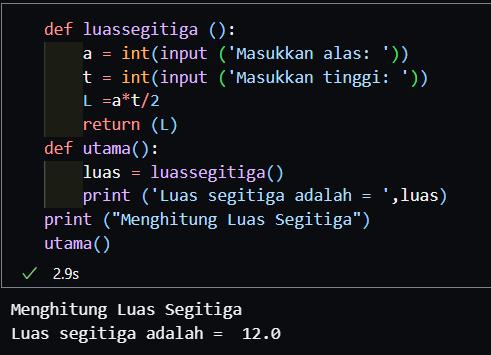 def luassegitiga ():
    a = int(input ('Masukkan alas: '))
    t = int(input ('Masukkan tinggi: '))
    L =a*t/2
    return (L)
def utama():
    luas = luassegitiga()
    print ('Luas segitiga adalah = ',luas)
print ("Menghitung Luas Segitiga")
utama()
2.9s
Menghitung Luas Segitiga
Luas segitiga adalah =  12.0